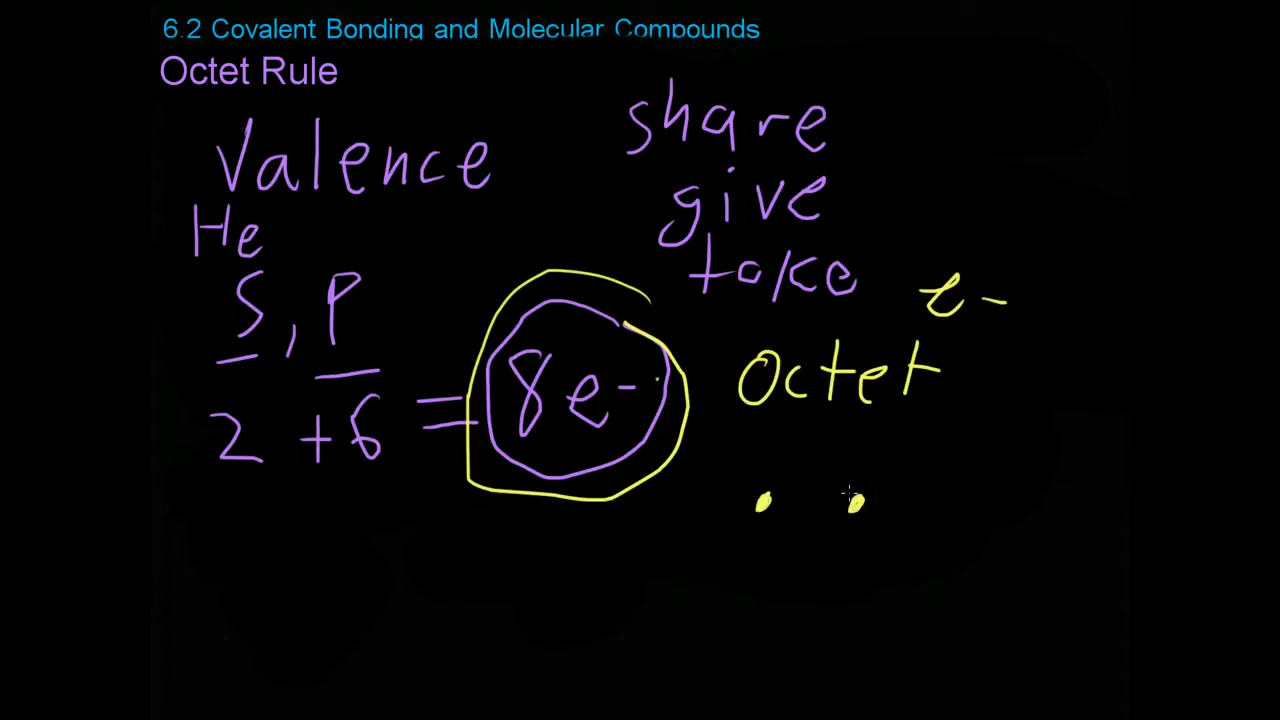 6.2 Covalent Bonding and Molecular Compounds
Octet Rule
Valence
He
S, P
2 + 6 = 8e-
share
give
take e-
Octet